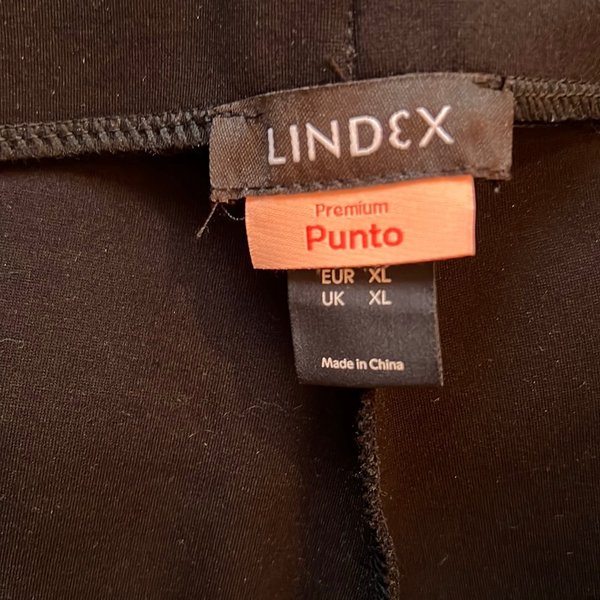 LINDEX
Premium
Punto
EUR XL
UK XL
Made in China